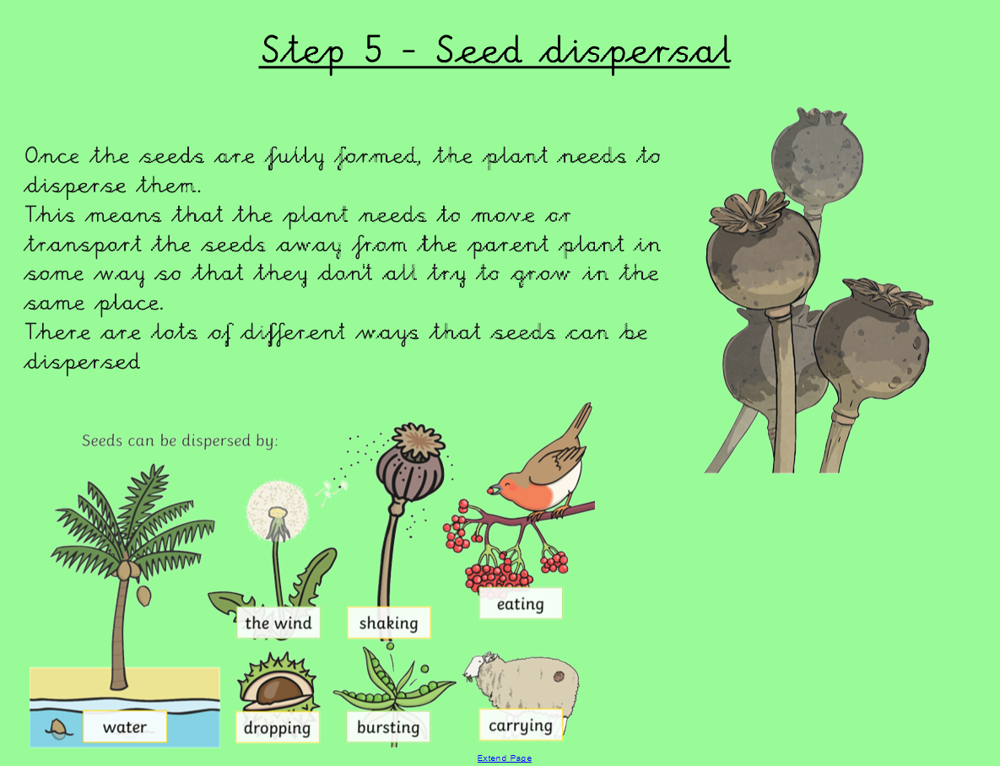 Step 5 - Seed dispersal
Once the seeds are fully formed, the plant needs to
disperse them.
This means that the plant needs to move or
transport the seeds away from the parent plant in
some way so that they don't all try to grow in the
same place.
There are lots of different ways that seeds can be
dispersed
Seeds can be dispersed by:
eating
the wind
shaking
water
dropping
bursting
carrying
Extend Page